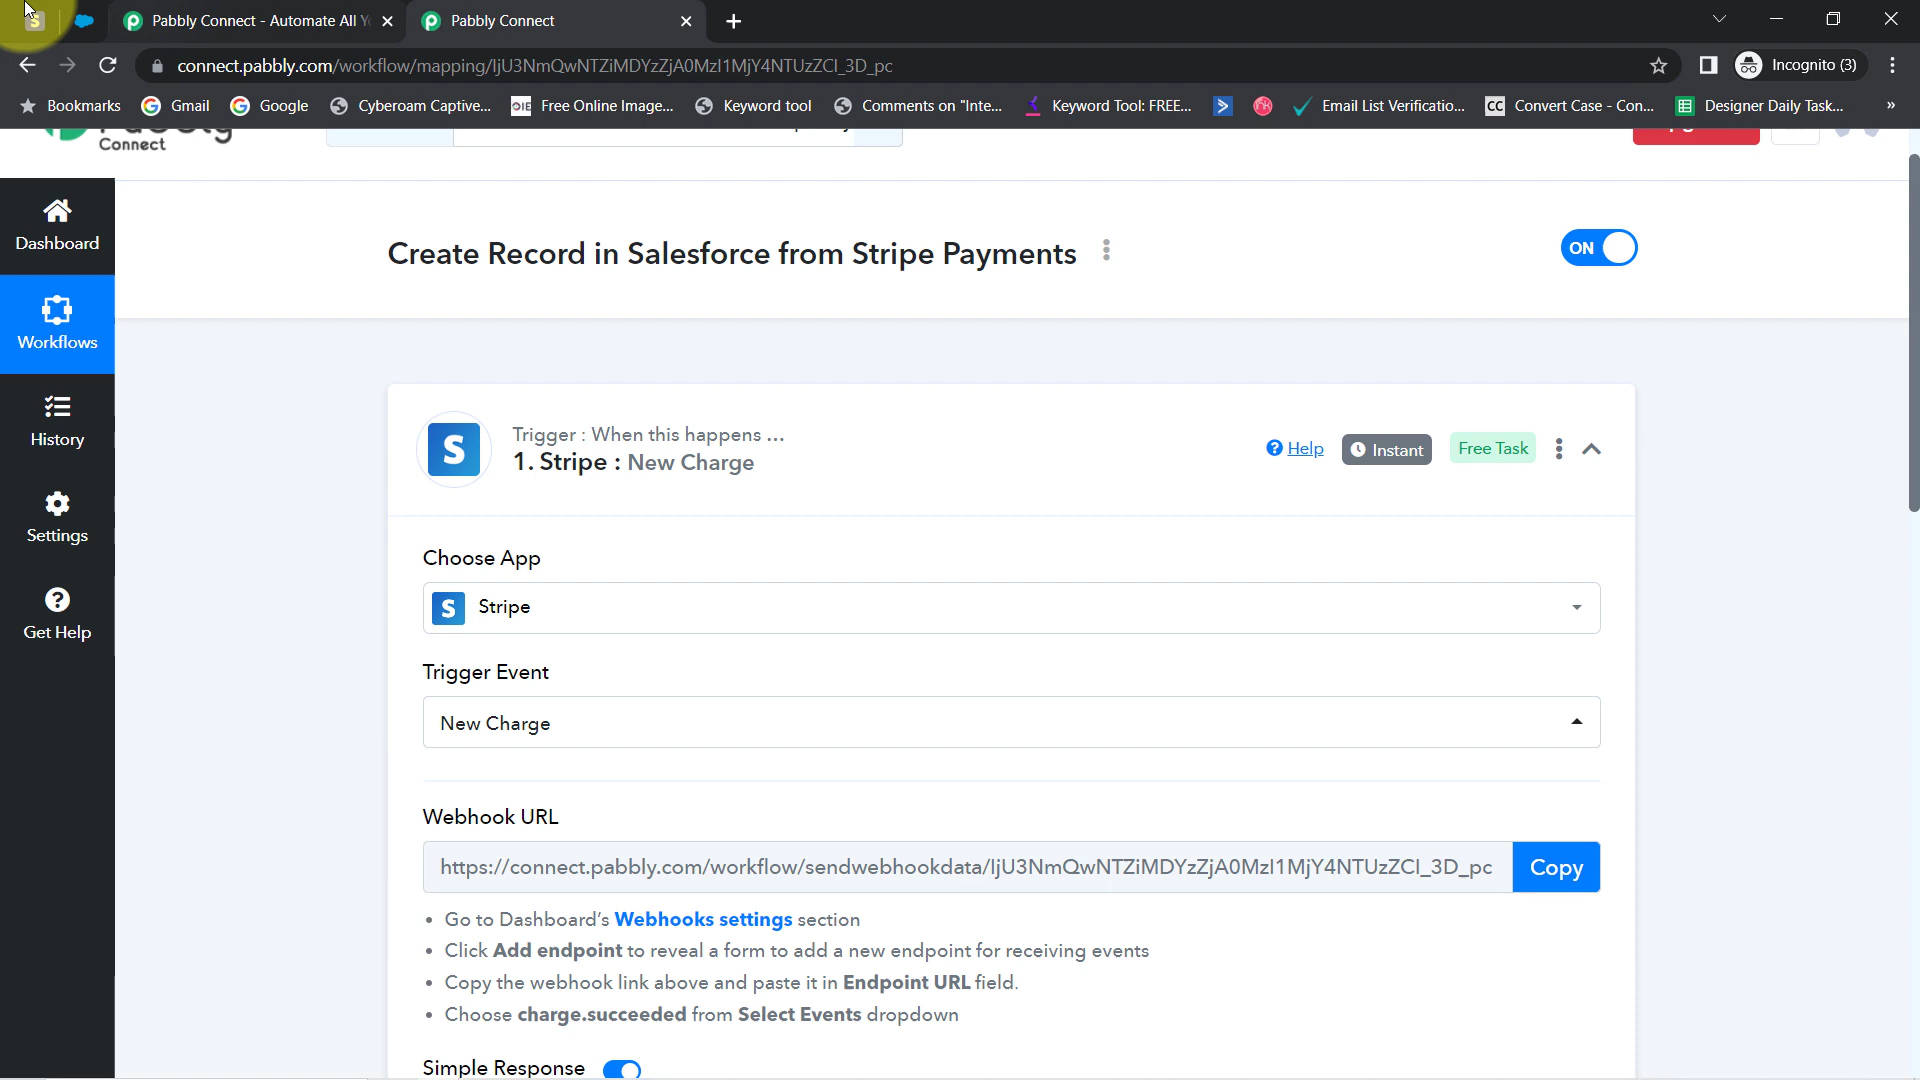 Pabbly Connect - Automate All Y
Pabbly Connect
connect.pabbly.com/workflow/mapping/IjU3NmQwNTZiMDYzZjA0MzI1MjY4NTUzZCI_3D_pc
Incognito (3)
Bookmarks
Gmail
Google
Cyberoam Captive...
Free Online Image...
Keyword tool
Comments on "Inte...
Keyword Tool: FREE...
Email List Verificatio...
Convert Case - Con...
Designer Daily Task...
»
Connect
Dashboard
Workflows
History
Settings
Get Help
Create Record in Salesforce from Stripe Payments
ON
Trigger : When this happens ...
1. Stripe : New Charge
Help
Instant
Free Task
Choose App
Stripe
Trigger Event
New Charge
Webhook URL
https://connect.pabbly.com/workflow/sendwebhookdata/IjU3NmQwNTZiMDYzZjA0MzI1MjY4NTUzZCI_3D_pc
Copy
• Go to Dashboard's Webhooks settings section
• Click Add endpoint to reveal a form to add a new endpoint for receiving events
• Copy the webhook link above and paste it in Endpoint URL field.
• Choose charge.succeeded from Select Events dropdown
Simple Response